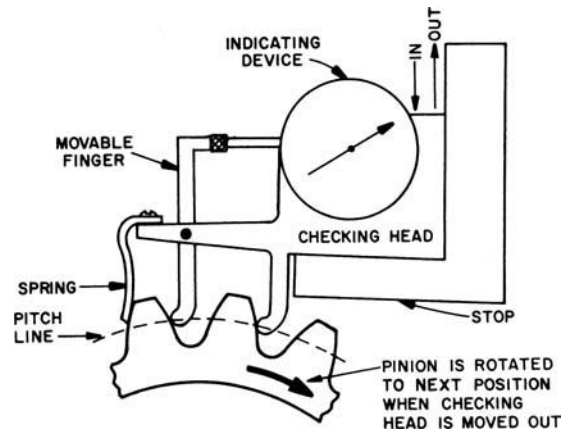 INDICATING
DEVICE
IN
OUT
MOVABLE
FINGER
CHECKING HEAD
SPRING
PITCH
LINE
STOP
PINION IS ROTATED
TO NEXT POSITION
WHEN CHECKING
HEAD IS MOVED OUT